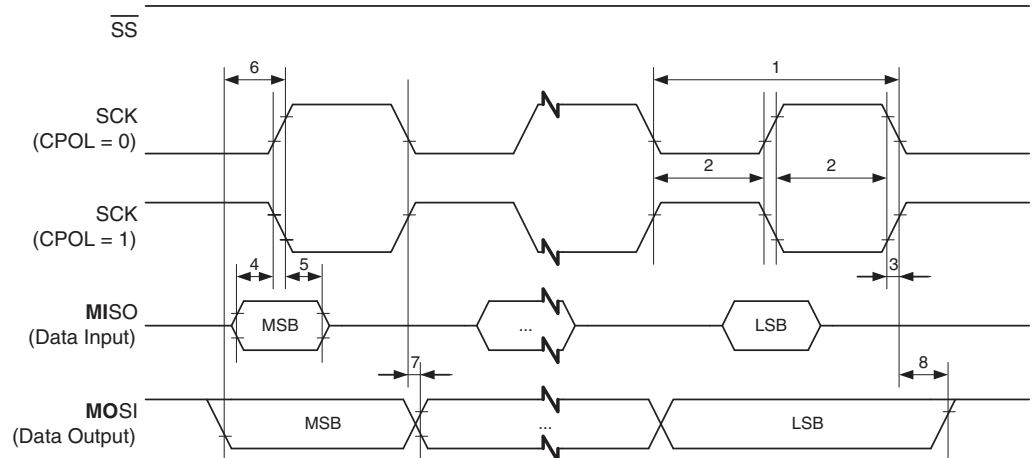 SS
6
1
SCK
(CPOL = 0)
2
2
SCK
(CPOL = 1)
4
5
3
MISO
(Data Input)
MSB
...
LSB
7
8
MOSI
(Data Output)
MSB
...
LSB